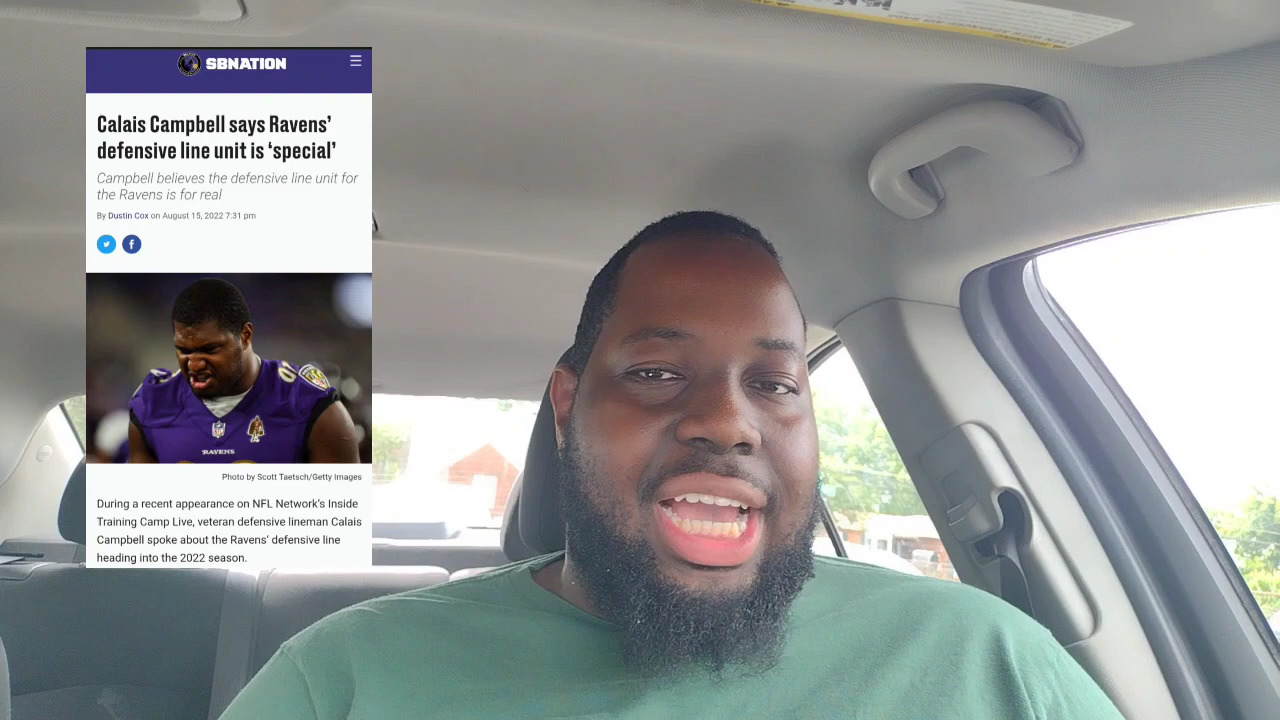 SBNATION
Calais Campbell says Ravens’
defensive line unit is ‘special’
Campbell believes the defensive line unit for
the Ravens is for real
By Dustin Cox on August 15, 2022 7:31 pm
RAVENS
Photo by Scott Taetsch/Getty Images
During a recent appearance on NFL Network’s Inside
Training Camp Live, veteran defensive lineman Calais
Campbell spoke about the Ravens’ defensive line
heading into the 2022 season.